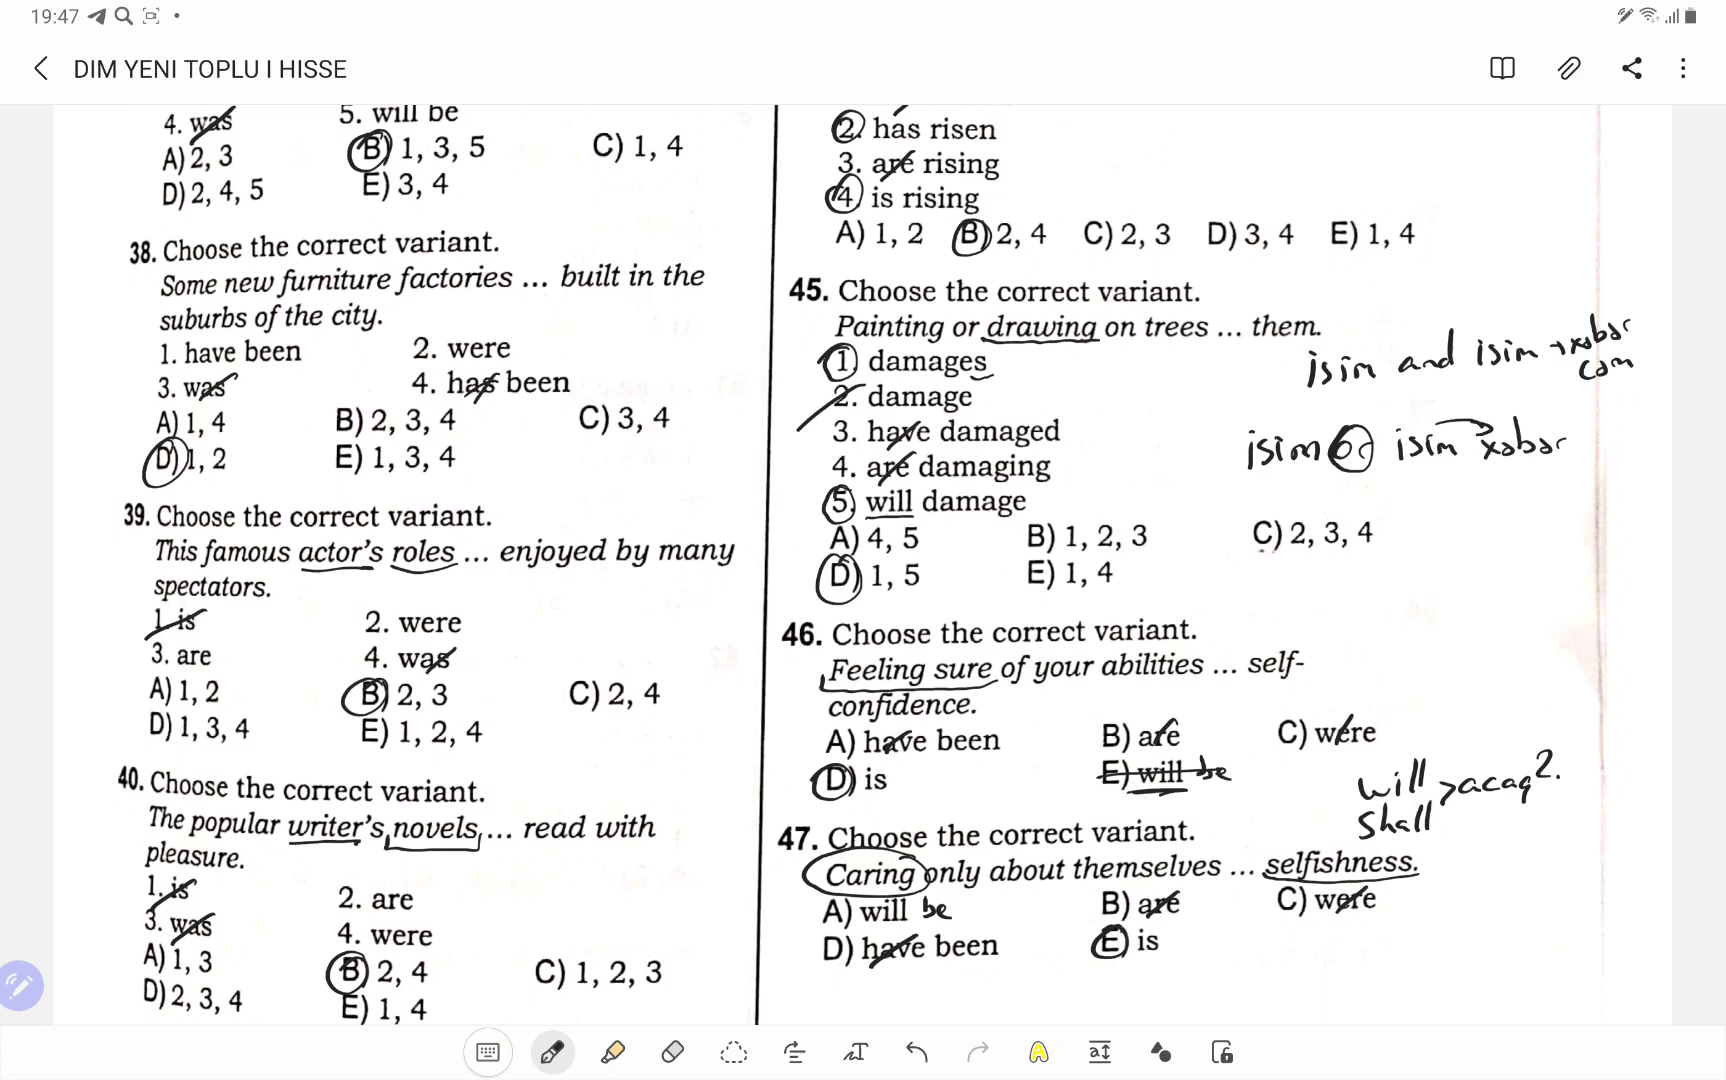 19:47
DIM YENI TOPLU I HISSE
4. was
5. will be
A) 2, 3
B) 1, 3, 5
C) 1, 4
D) 2, 4, 5
E) 3, 4
38. Choose the correct variant.
Some new furniture factories ... built in the
suburbs of the city.
1. have been
2. were
3. was
4. has been
A) 1, 4
B) 2, 3, 4
C) 3, 4
D) 1, 2
E) 1, 3, 4
39. Choose the correct variant.
This famous actor's roles ... enjoyed by many
spectators.
1. is
2. were
3. are
4. was
A) 1, 2
B) 2, 3
C) 2, 4
D) 1, 3, 4
E) 1, 2, 4
40. Choose the correct variant.
The popular writer's novels ... read with
pleasure.
1. is
2. are
3. was
4. were
A) 1, 3
B) 2, 4
C) 1, 2, 3
D) 2, 3, 4
E) 1, 4
2. has risen
3. are rising
4. is rising
A) 1, 2 B) 2, 4 C) 2, 3 D) 3, 4 E) 1, 4
45. Choose the correct variant.
Painting or drawing on trees ... them.
1. damages
2. damage
3. have damaged
4. are damaging
5. will damage
A) 4, 5
B) 1, 2, 3
C) 2, 3, 4
D) 1, 5
E) 1, 4
isim and isim → xəbər
cəm
isim or isim xəbər
46. Choose the correct variant.
Feeling sure of your abilities ... self-
confidence.
A) have been
B) are
C) were
D) is
E) will be
will
shall
>acaq2.
47. Choose the correct variant.
Caring only about themselves ... selfishness.
A) will be
B) are
C) were
D) have been
E) is